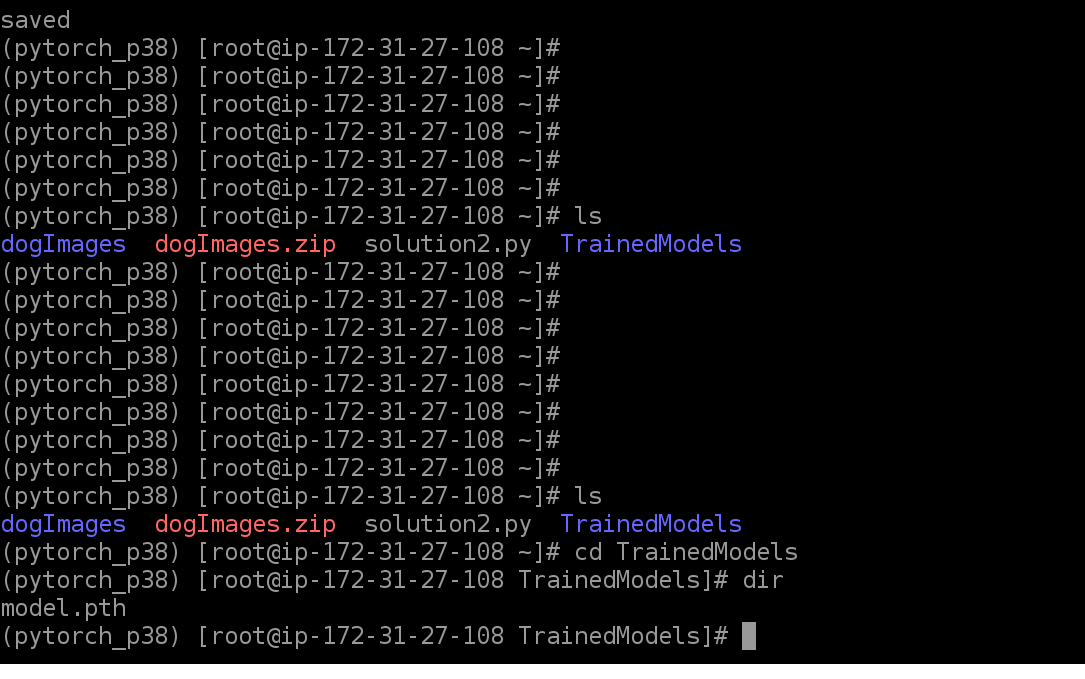 saved
(pytorch_p38) [root@ip-172-31-27-108 ~]#
(pytorch_p38) [root@ip-172-31-27-108 ~]#
(pytorch_p38) [root@ip-172-31-27-108 ~]#
(pytorch_p38) [root@ip-172-31-27-108 ~]#
(pytorch_p38) [root@ip-172-31-27-108 ~]#
(pytorch_p38) [root@ip-172-31-27-108 ~]#
(pytorch_p38) [root@ip-172-31-27-108 ~]# ls
dogImages  dogImages.zip  solution2.py  TrainedModels
(pytorch_p38) [root@ip-172-31-27-108 ~]#
(pytorch_p38) [root@ip-172-31-27-108 ~]#
(pytorch_p38) [root@ip-172-31-27-108 ~]#
(pytorch_p38) [root@ip-172-31-27-108 ~]#
(pytorch_p38) [root@ip-172-31-27-108 ~]#
(pytorch_p38) [root@ip-172-31-27-108 ~]#
(pytorch_p38) [root@ip-172-31-27-108 ~]#
(pytorch_p38) [root@ip-172-31-27-108 ~]#
(pytorch_p38) [root@ip-172-31-27-108 ~]# ls
dogImages  dogImages.zip  solution2.py  TrainedModels
(pytorch_p38) [root@ip-172-31-27-108 ~]# cd TrainedModels
(pytorch_p38) [root@ip-172-31-27-108 TrainedModels]# dir
model.pth
(pytorch_p38) [root@ip-172-31-27-108 TrainedModels]#